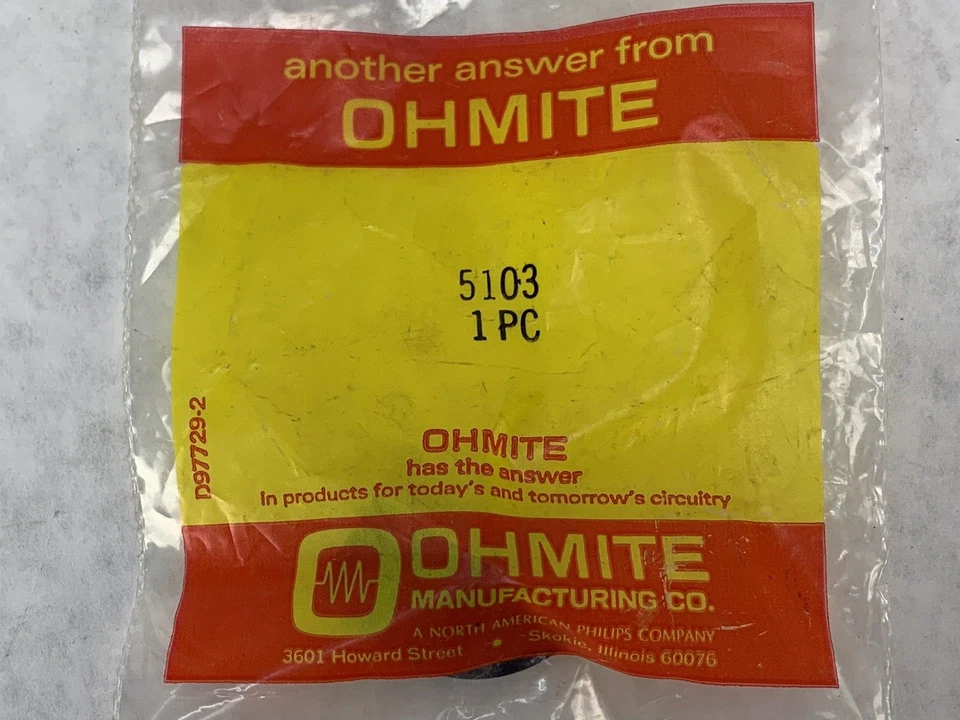 another answer from
OHMITE
5103
1 PC
D97729-2
OHMITE
has the answer
in products for today's and tomorrow's circuitry
OHMITE
MANUFACTURING CO.
A NORTH AMERICAN PHILIPS COMPANY
3601 Howard Street • Skokie, Illinois 60076